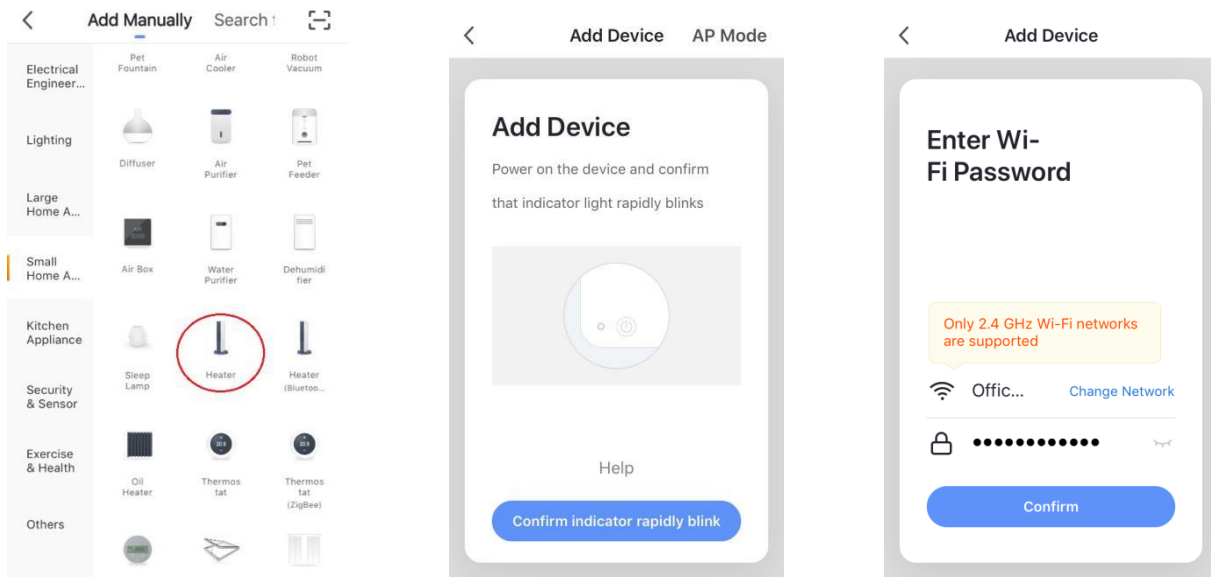 Add Manually
Search
Electrical
Engineer...
Lighting
Large
Home A...
Small
Home A...
Kitchen
Appliance
Security
& Sensor
Exercise
& Health
Others
Pet
Fountain
Air
Cooler
Robot
Vacuum
Diffuser
Air
Purifier
Pet
Feeder
Air Box
Water
Purifier
Dehumidi
fier
Sleep
Lamp
Heater
Heater
(Bluetoo...
Oil
Heater
Thermos
tat
Thermos
tat
(ZigBee)
Add Device
AP Mode
Add Device
Power on the device and confirm
that indicator light rapidly blinks
Help
Confirm indicator rapidly blink
Add Device
Enter Wi-
Fi Password
Only 2.4 GHz Wi-Fi networks
are supported
Offic...
Change Network
Confirm